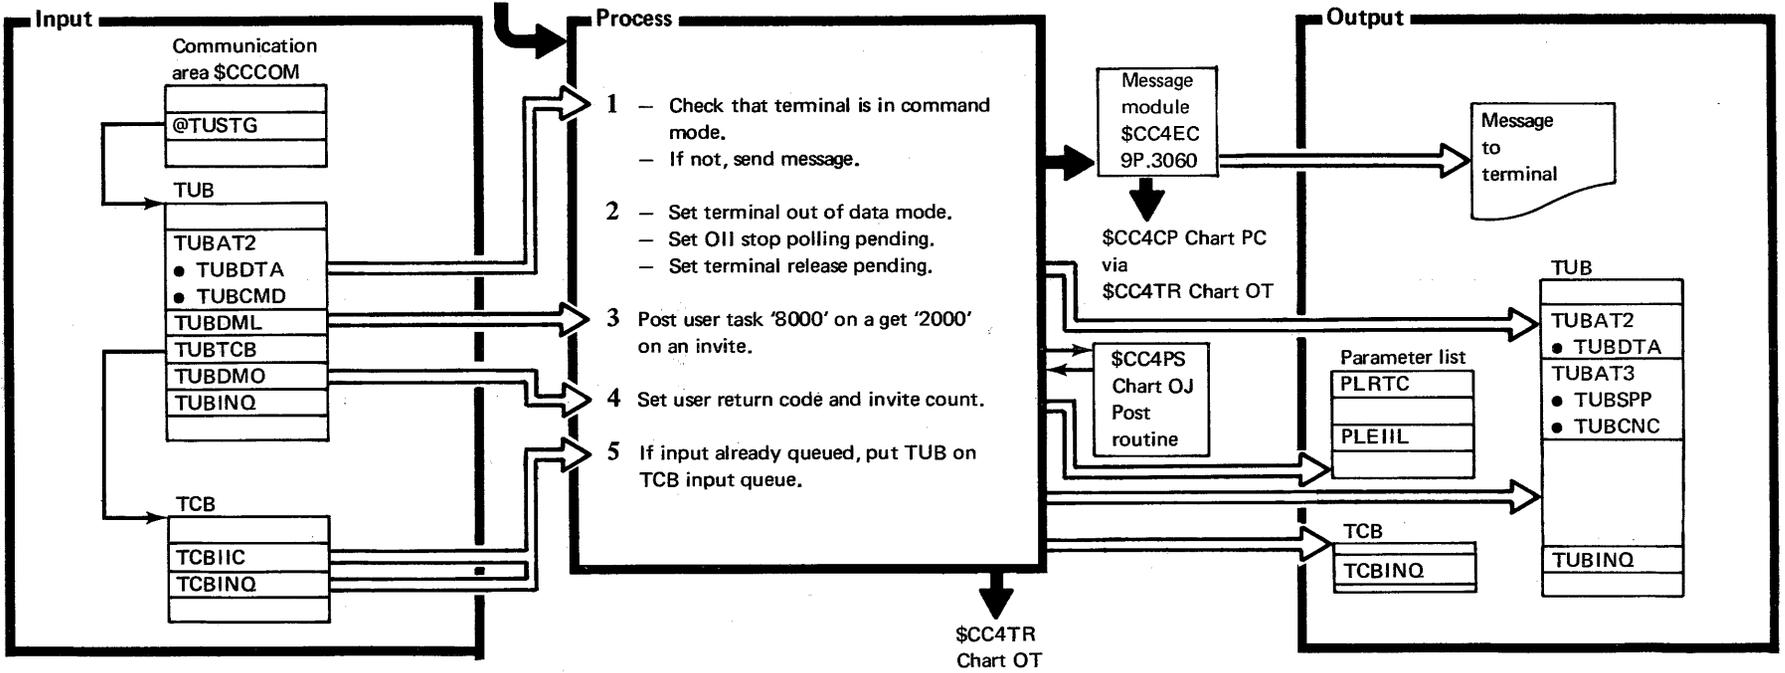 Input
Communication
area $CCCOM
@TUSTG
TUB
TUBAT2
● TUBDTA
● TUBCMD
TUBDML
TUBTCB
TUBDMO
TUBINQ
TCB
TCBIIC
TCBINQ
Process
1 — Check that terminal is in command
mode.
— If not, send message.
2 — Set terminal out of data mode.
— Set OII stop polling pending.
— Set terminal release pending.
3 Post user task ‘8000’ on a get ‘2000’
on an invite.
4 Set user return code and invite count.
5 If input already queued, put TUB on
TCB input queue.
$CC4TR
Chart OT
Message
module
$CC4EC
9P.3060
$CC4CP Chart PC
via
$CC4TR Chart OT
$CC4PS
Chart OJ
Post
routine
Output
Message
to
terminal
Parameter list
PLRTC
PLEIIL
TCB
TCBINQ
TUB
TUBAT2
● TUBDTA
TUBAT3
● TUBSPP
● TUBCNC
TUBINQ